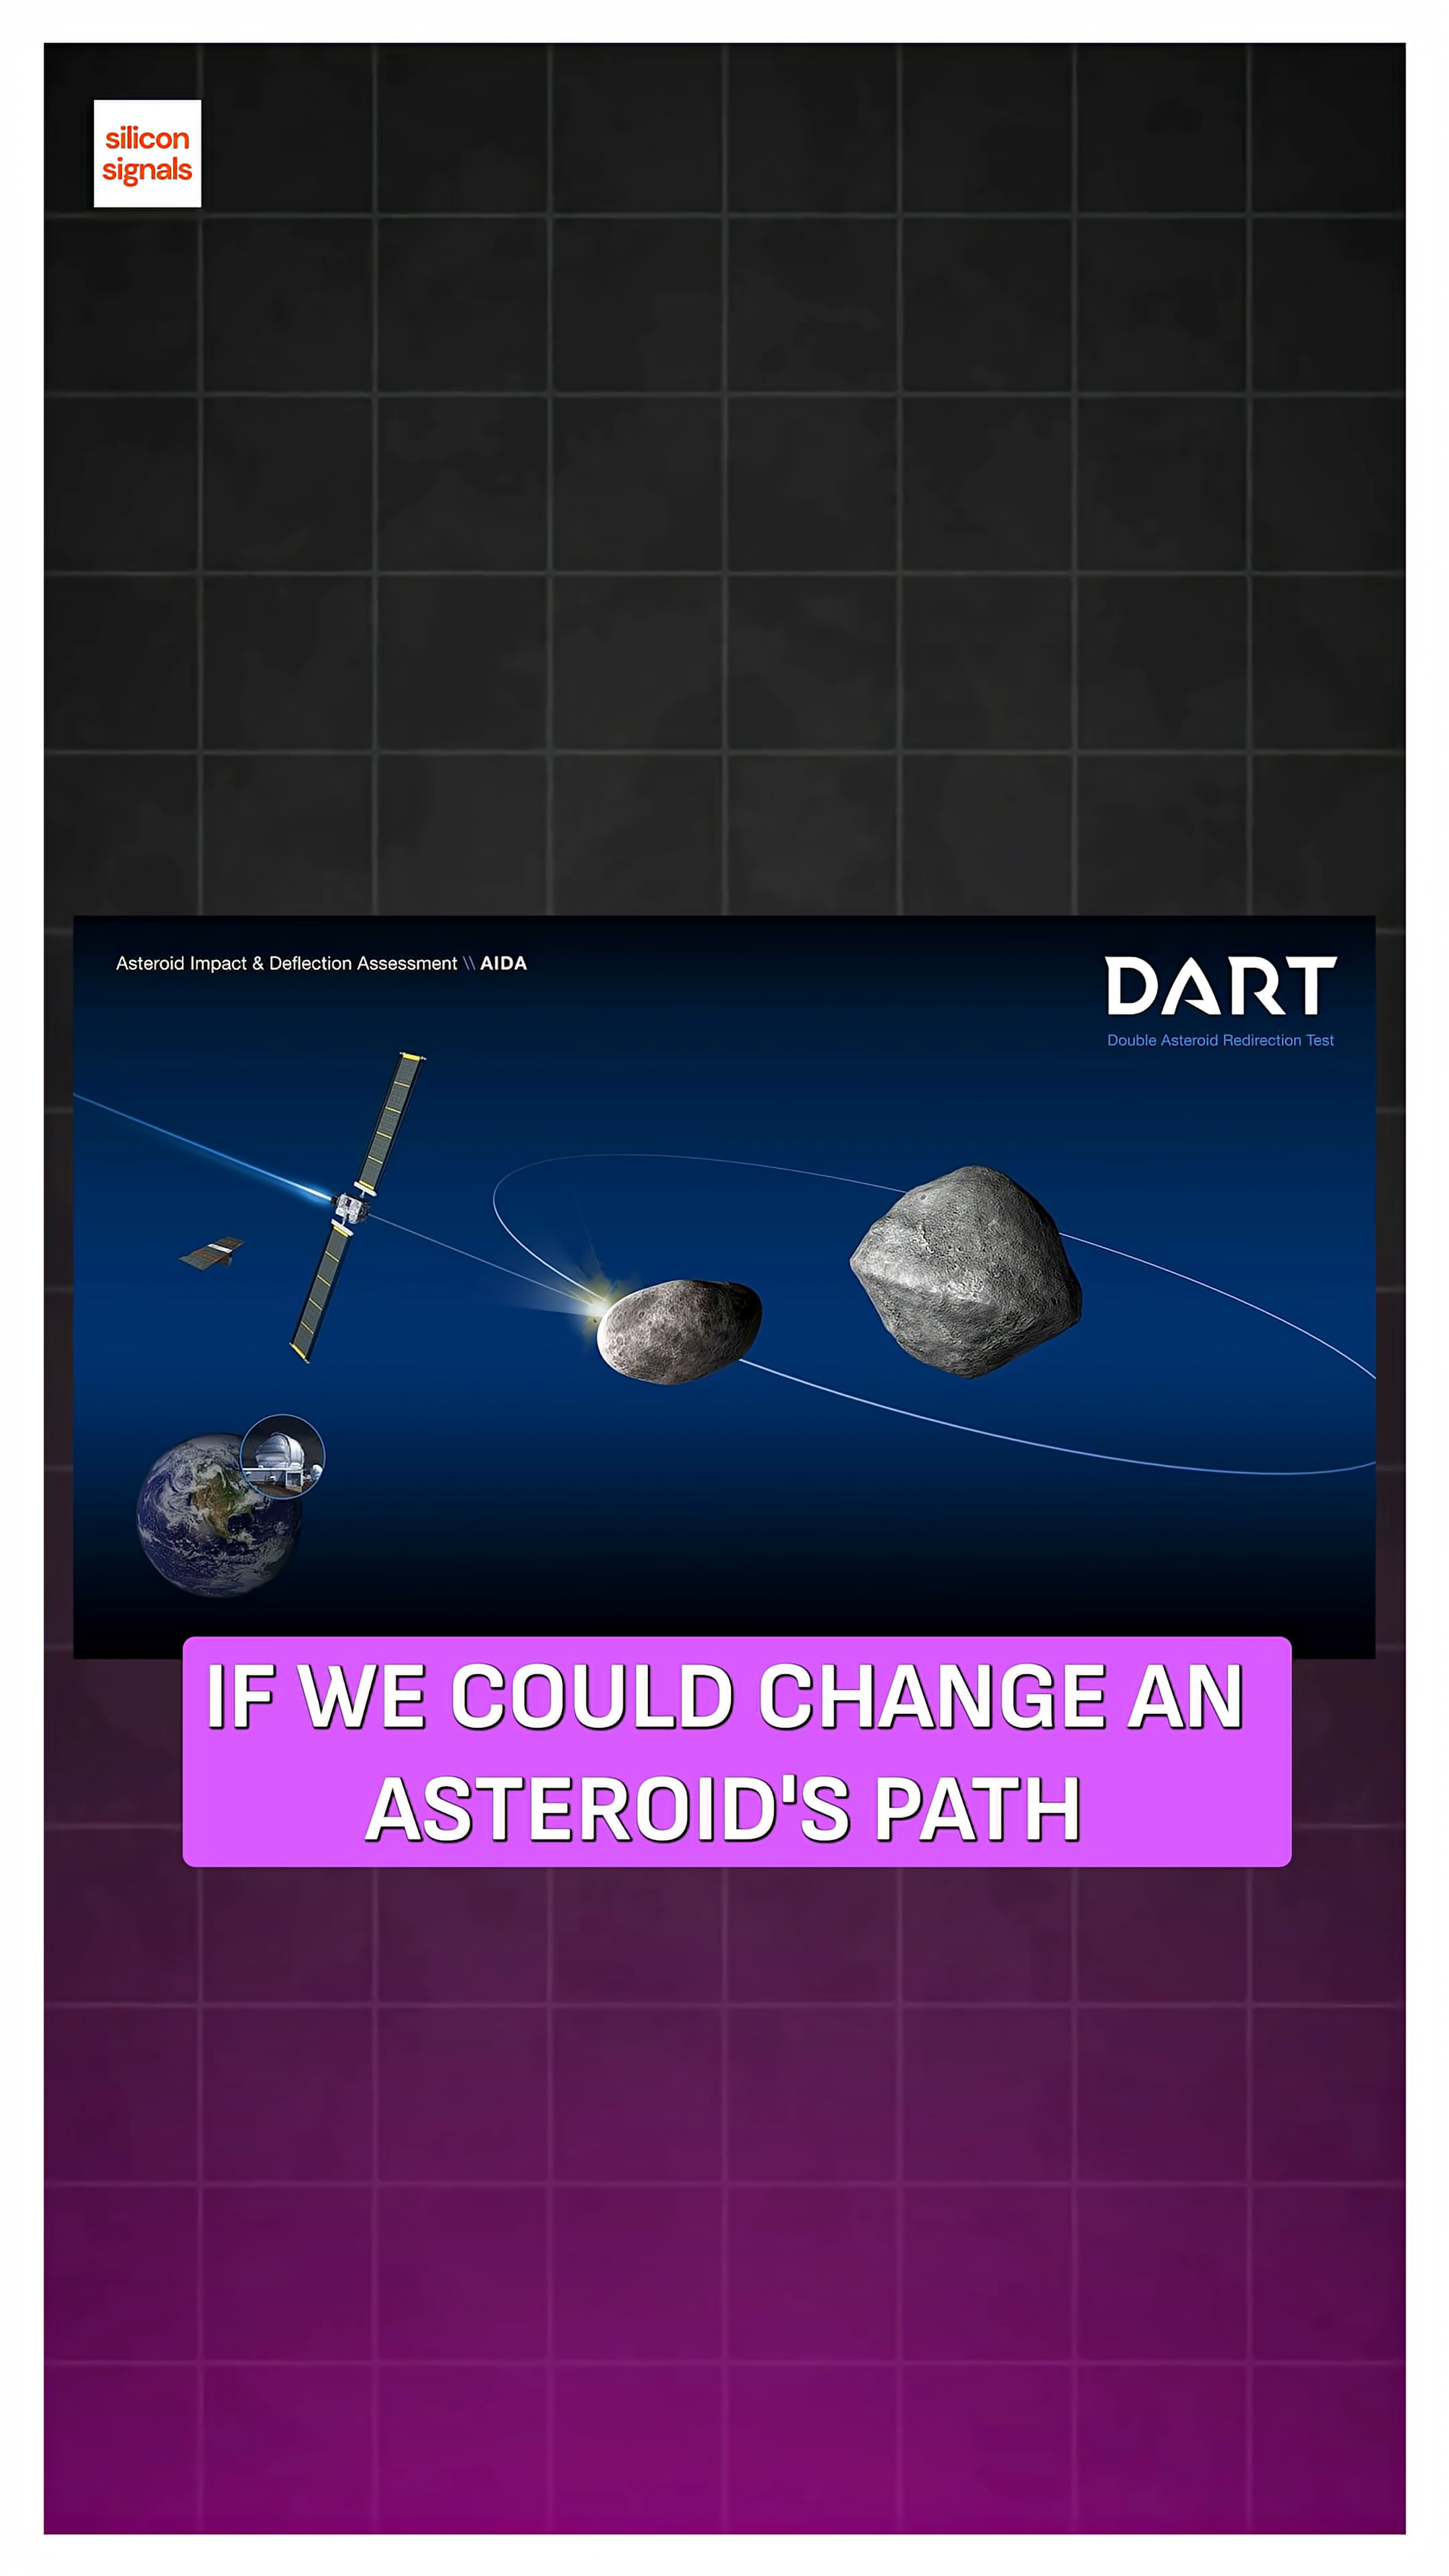 silicon
signals
Asteroid Impact & Deflection Assessment \\ AIDA
DART
Double Asteroid Redirection Test
IF WE COULD CHANGE AN
ASTEROID'S PATH